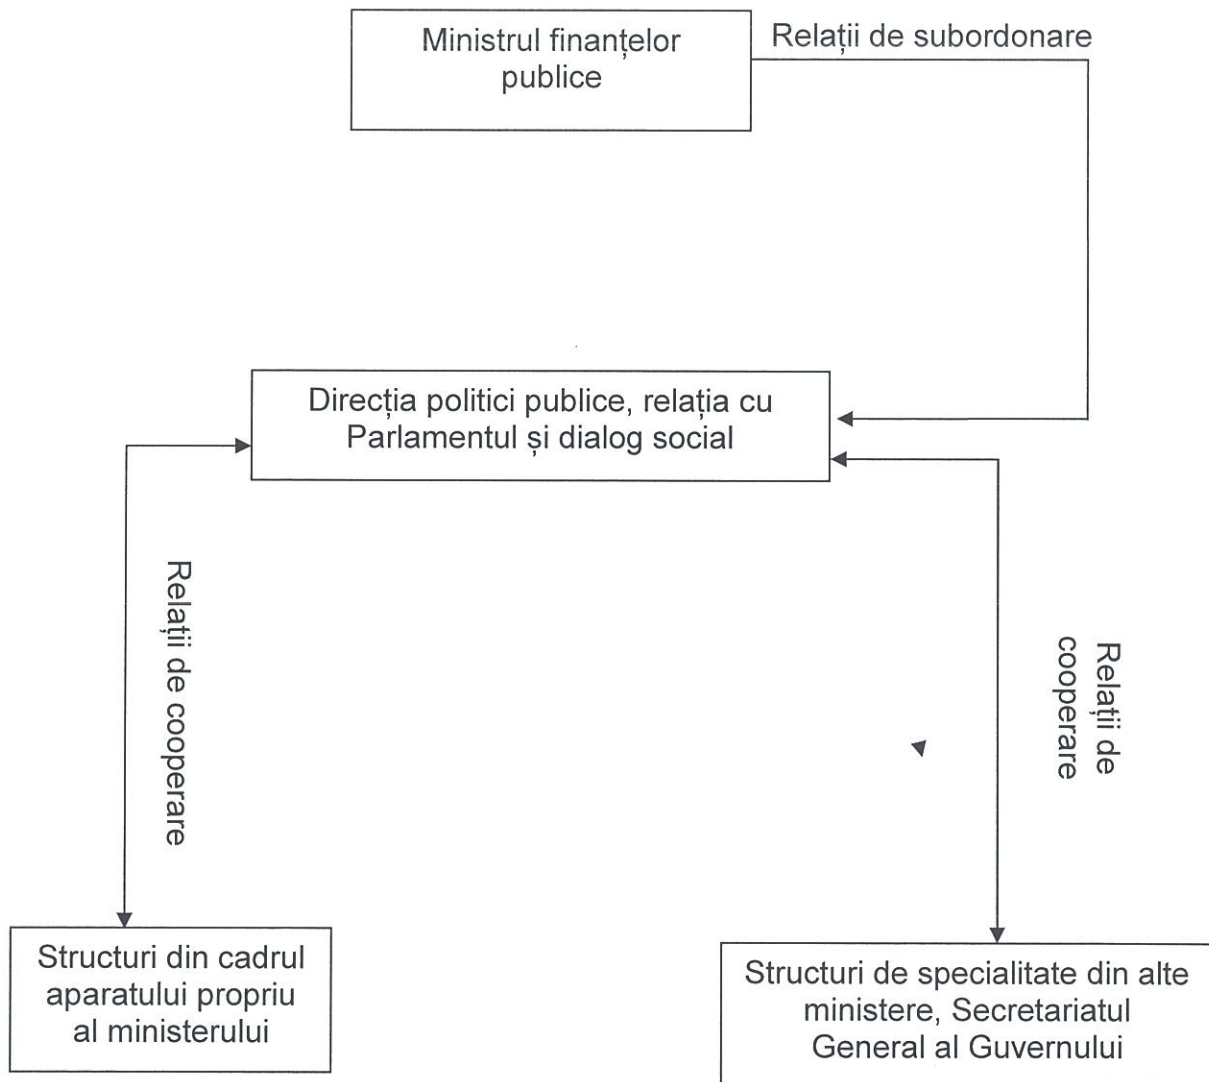 Ministrul finanțelor
publice
Relații de subordonare
Direcția politici publice, relația cu
Parlamentul și dialog social
Relații de cooperare
Relații de
cooperare
Structuri din cadrul
aparatului propriu
al ministerului
Structuri de specialitate din alte
ministere, Secretariatul
General al Guvernului